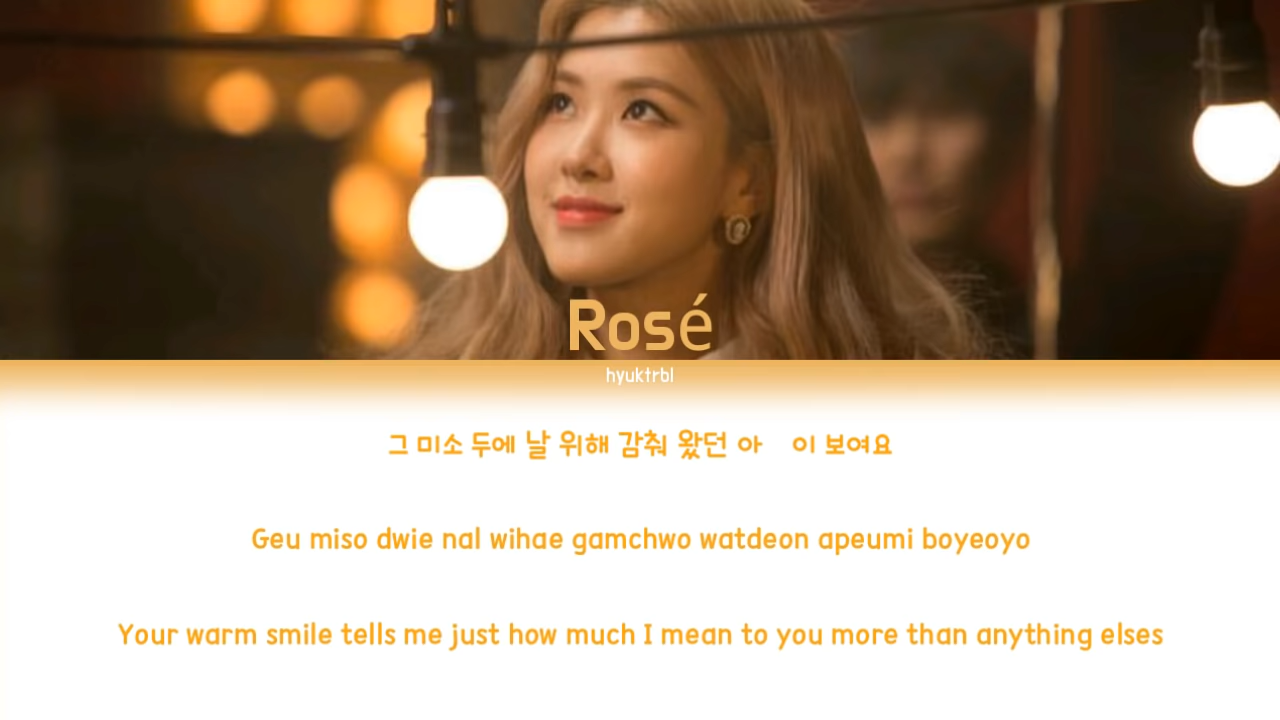 Rosé
hyuktrbl
그 미소 두에 날 위해 감춰 왔던 아 이 보여요
Geu miso dwie nal wihae gamchwo watdeon apeumi boyeoyo
Your warm smile tells me just how much I mean to you more than anything elses